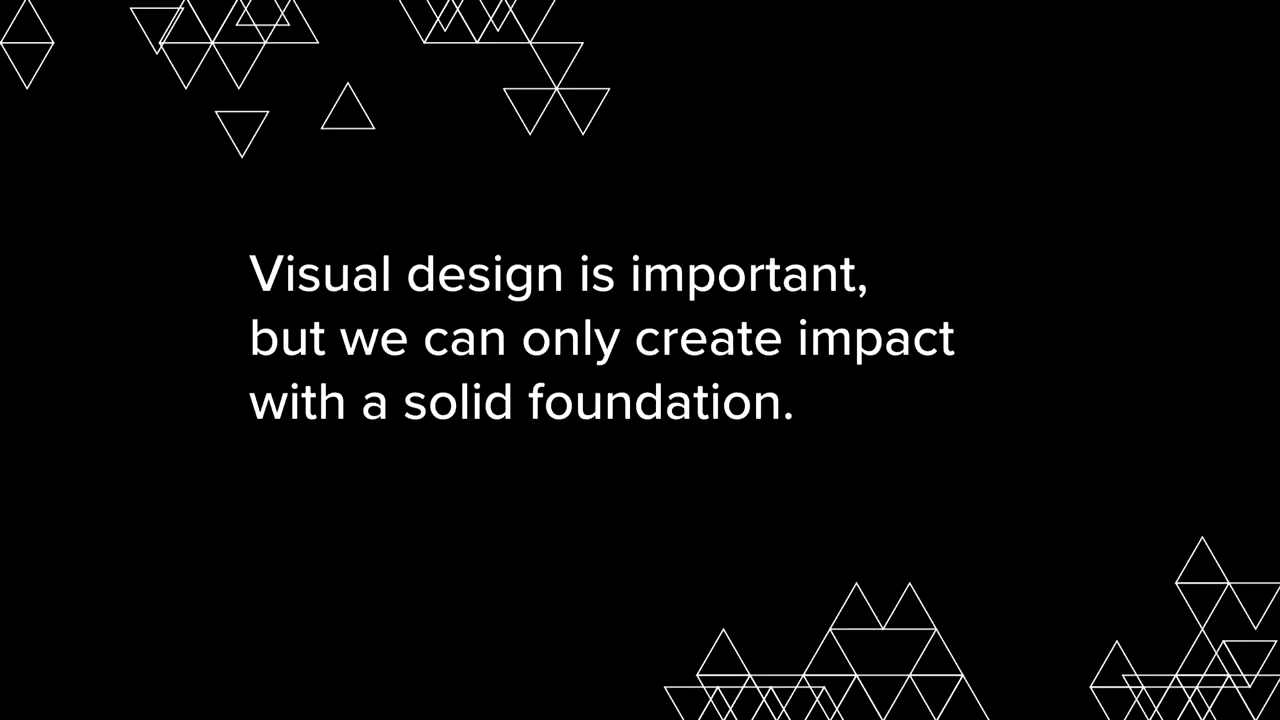 Visual design is important,
but we can only create impact
with a solid foundation.